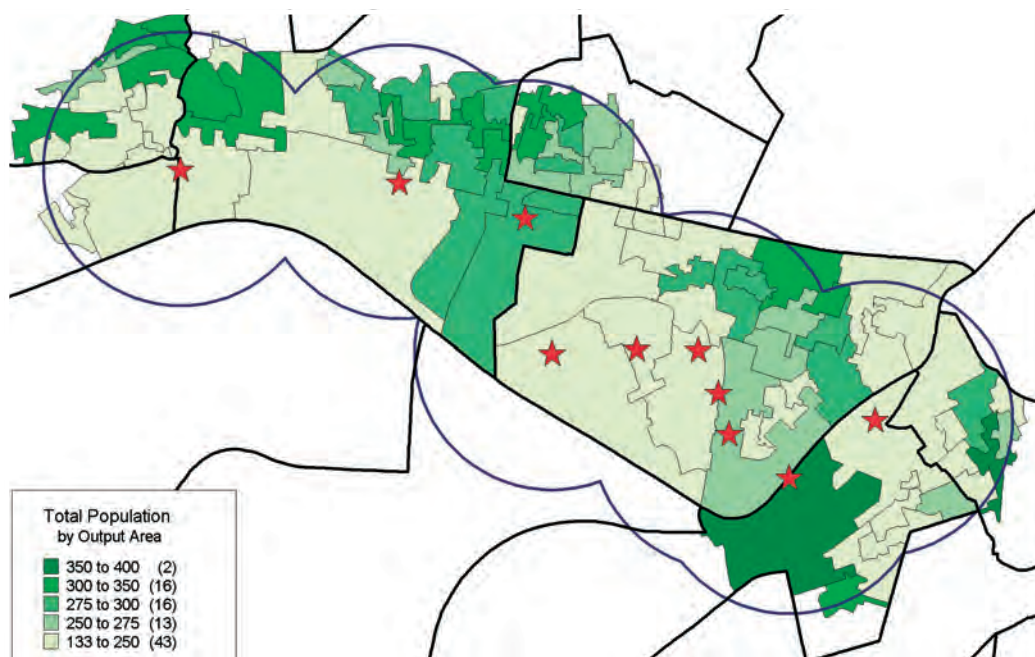 Total Population
by Output Area
350 to 400 (2)
300 to 350 (16)
275 to 300 (16)
250 to 275 (13)
133 to 250 (43)